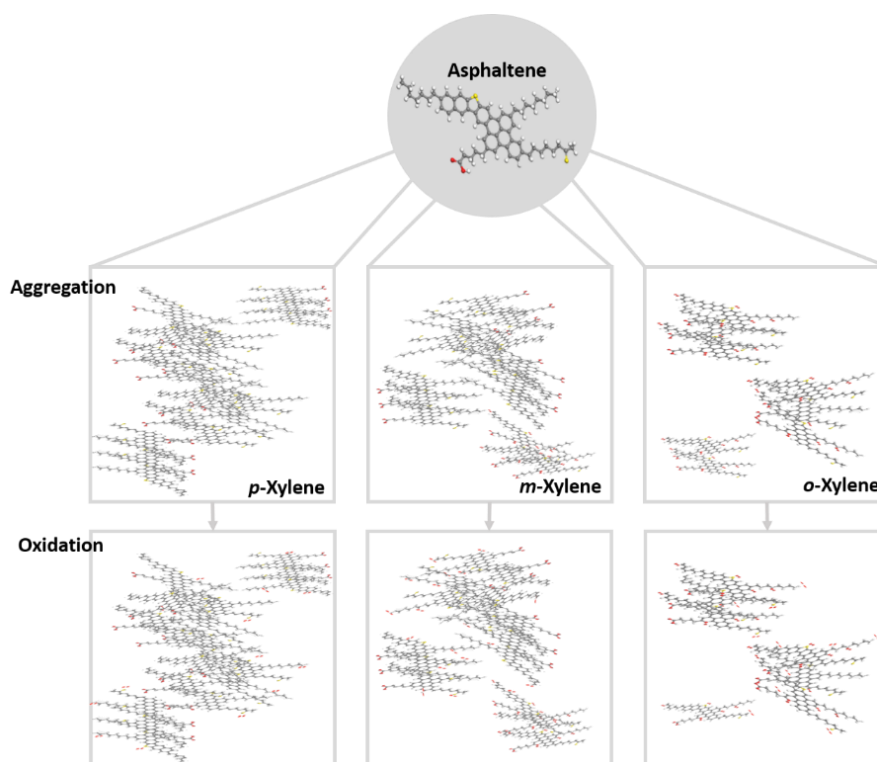 Asphaltene
Aggregation
p-Xylene
m-Xylene
o-Xylene
Oxidation